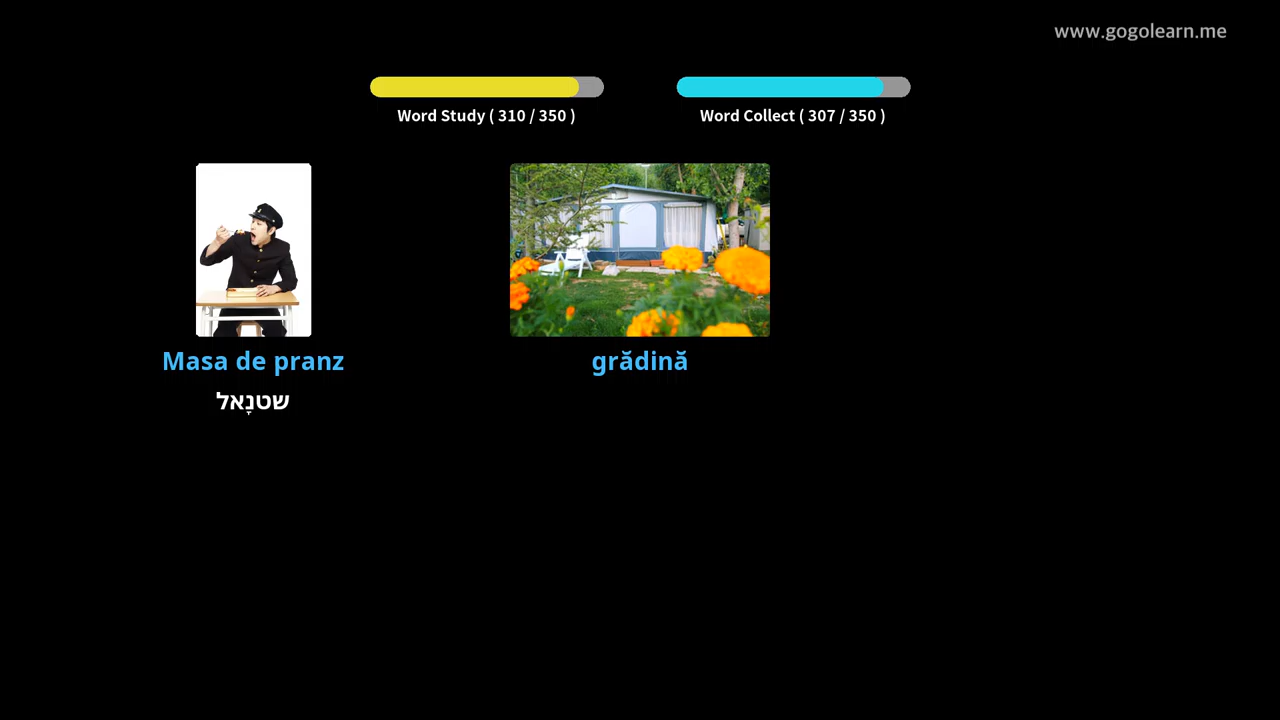 www.gogolearn.me
Word Study ( 310 / 350 )
Word Collect ( 307 / 350 )
Masa de pranz
grădină
שטנָאל